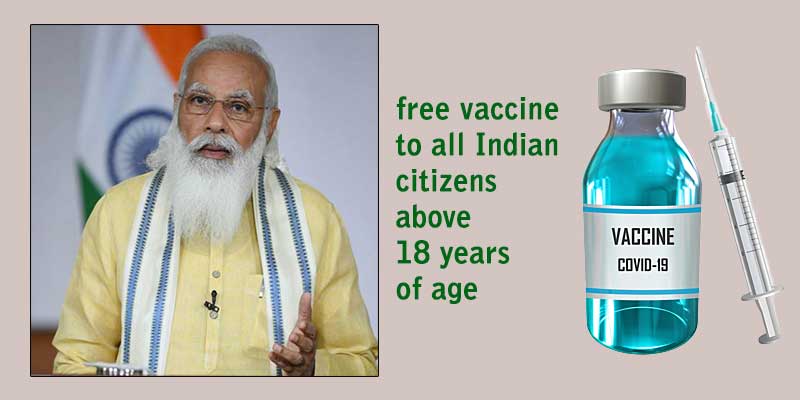 free vaccine
to all Indian
citizens
above
18 years
of age
VACCINE
COVID-19